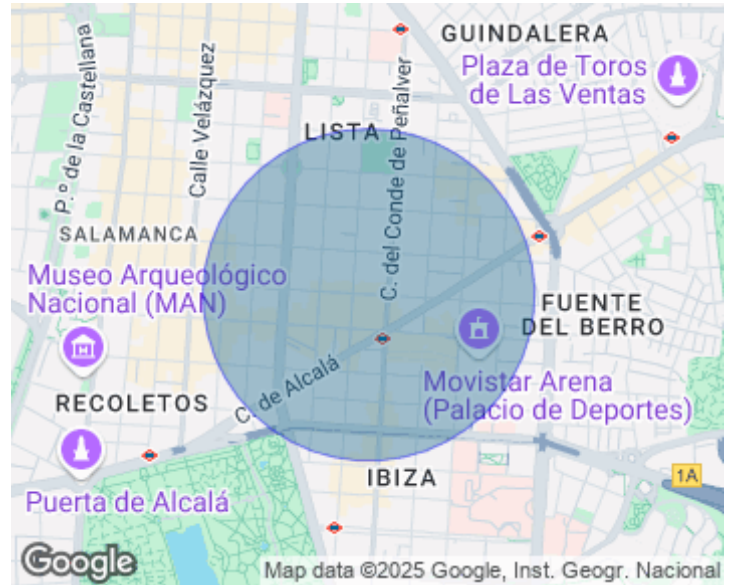 GUINDALERA
Plaza de Toros
de Las Ventas
P.º de la Castellana
Calle Velázquez
LISTA
C. del Conde de Peñalver
SALAMANCA
Museo Arqueológico
Nacional (MAN)
FUENTE
DEL BERRO
RECOLETOS
C. de Alcalá
Movistar Arena
(Palacio de Deportes)
IBIZA
1A
Puerta de Alcalá
Google
Map data ©2025 Google, Inst. Geogr. Nacional